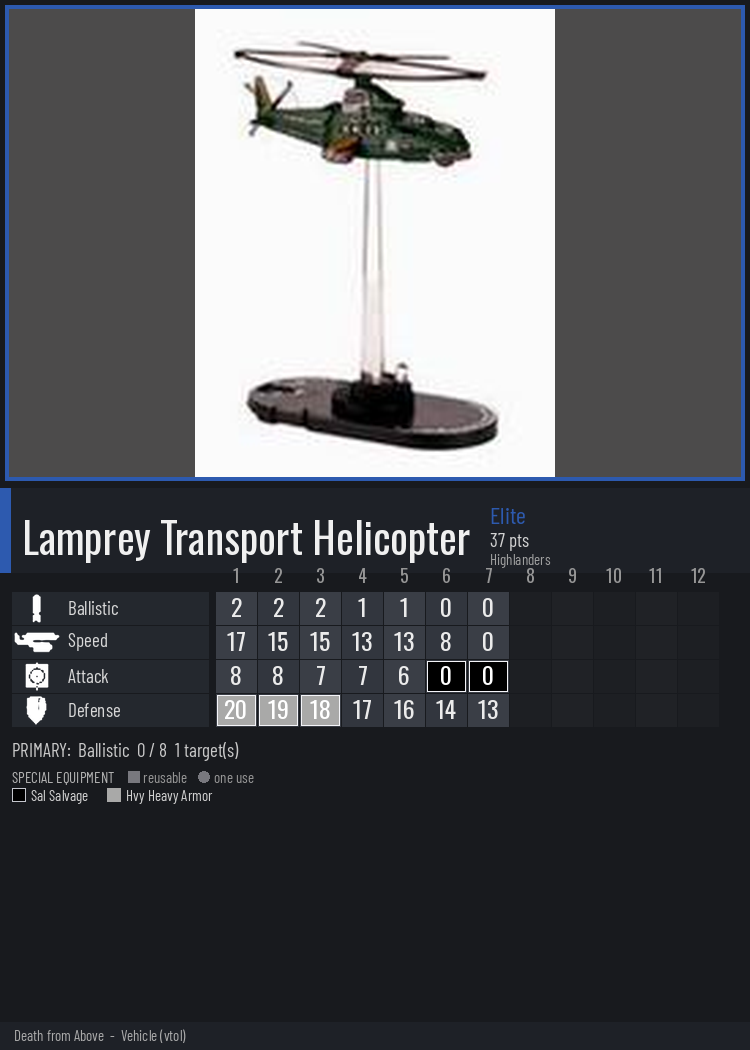 Lamprey Transport Helicopter
Elite
37 pts
Highlanders
1 2 3 4 5 6 7 8 9 10 11 12
Ballistic 2 2 2 1 1 0 0
Speed 17 15 15 13 13 8 0
Attack 8 8 7 7 6 0 0
Defense 20 19 18 17 16 14 13
PRIMARY: Ballistic 0 / 8 1 target(s)
SPECIAL EQUIPMENT reusable one use
Sal Salvage Hvy Heavy Armor
Death from Above - Vehicle (vtol)